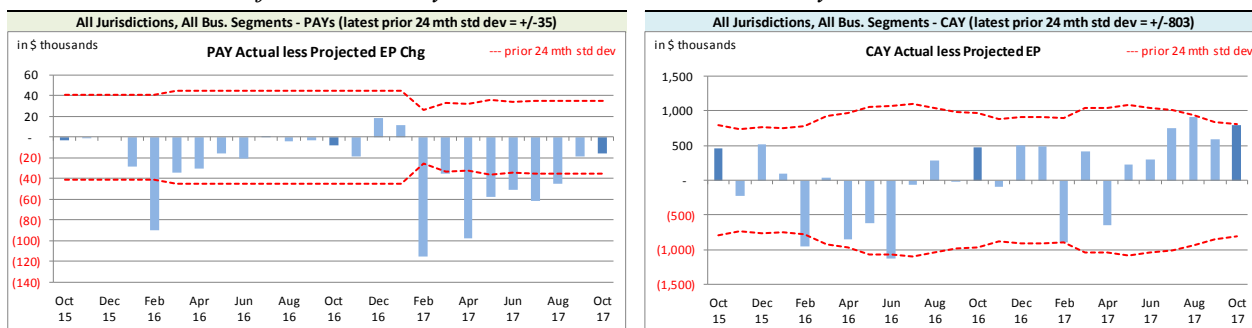 All Jurisdictions, All Bus. Segments - PAYs (latest prior 24 mth std dev = +/-35)
in $ thousands
PAY Actual less Projected EP Chg
--- prior 24 mth std dev
60
40
20
-
(20)
(40)
(60)
(80)
(100)
(120)
(140)
Oct Dec Feb Apr Jun Aug Oct Dec Feb Apr Jun Aug Oct
15 15 16 16 16 16 16 16 17 17 17 17 17
All Jurisdictions, All Bus. Segments - CAY (latest prior 24 mth std dev = +/-803)
in $ thousands
CAY Actual less Projected EP
--- prior 24 mth std dev
1,500
1,000
500
-
(500)
(1,000)
(1,500)
Oct Dec Feb Apr Jun Aug Oct Dec Feb Apr Jun Aug Oct
15 15 16 16 16 16 16 16 17 17 17 17 17